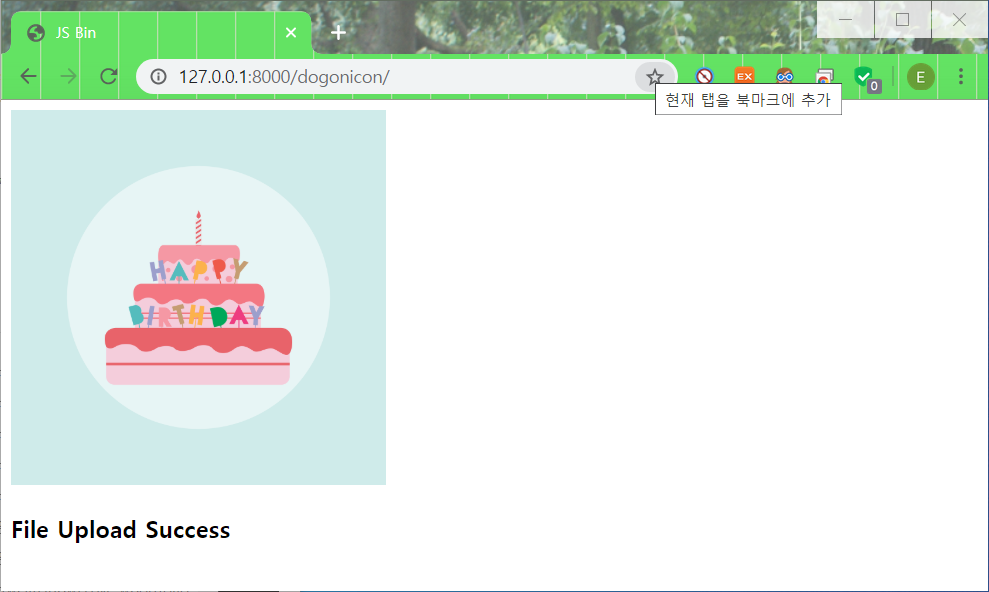 JS Bin
127.0.0.1:8000/dogonicon/
EX
0
E
현재 탭을 북마크에 추가
HAPPY
BIRTHDAY
File Upload Success